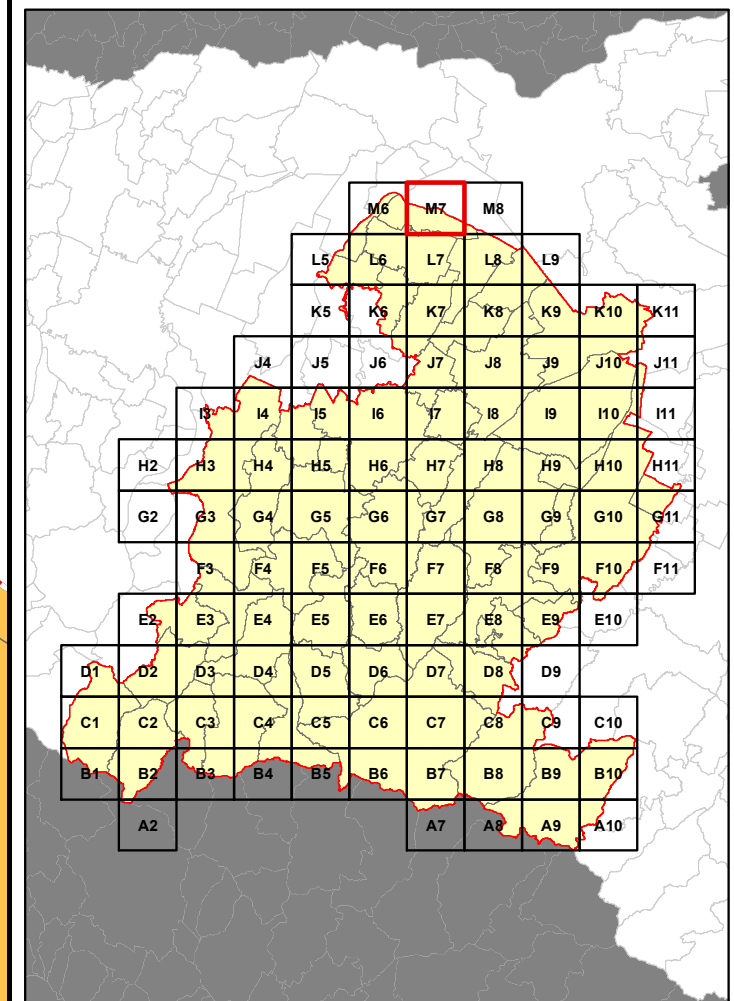 M6 M7 M8
L5 L6 L7 L8 L9
K5 K6 K7 K8 K9 K10 K11
J4 J5 J6 J7 J8 J9 J10 J11
I3 I4 I5 I6 I7 I8 I9 I10 I11
H2 H3 H4 H5 H6 H7 H8 H9 H10 H11
G2 G3 G4 G5 G6 G7 G8 G9 G10 G11
F3 F4 F5 F6 F7 F8 F9 F10 F11
E2 E3 E4 E5 E6 E7 E8 E9 E10
D1 D2 D3 D4 D5 D6 D7 D8 D9
C1 C2 C3 C4 C5 C6 C7 C8 C9 C10
B1 B2 B3 B4 B5 B6 B7 B8 B9 B10
A2 A7 A8 A9 A10